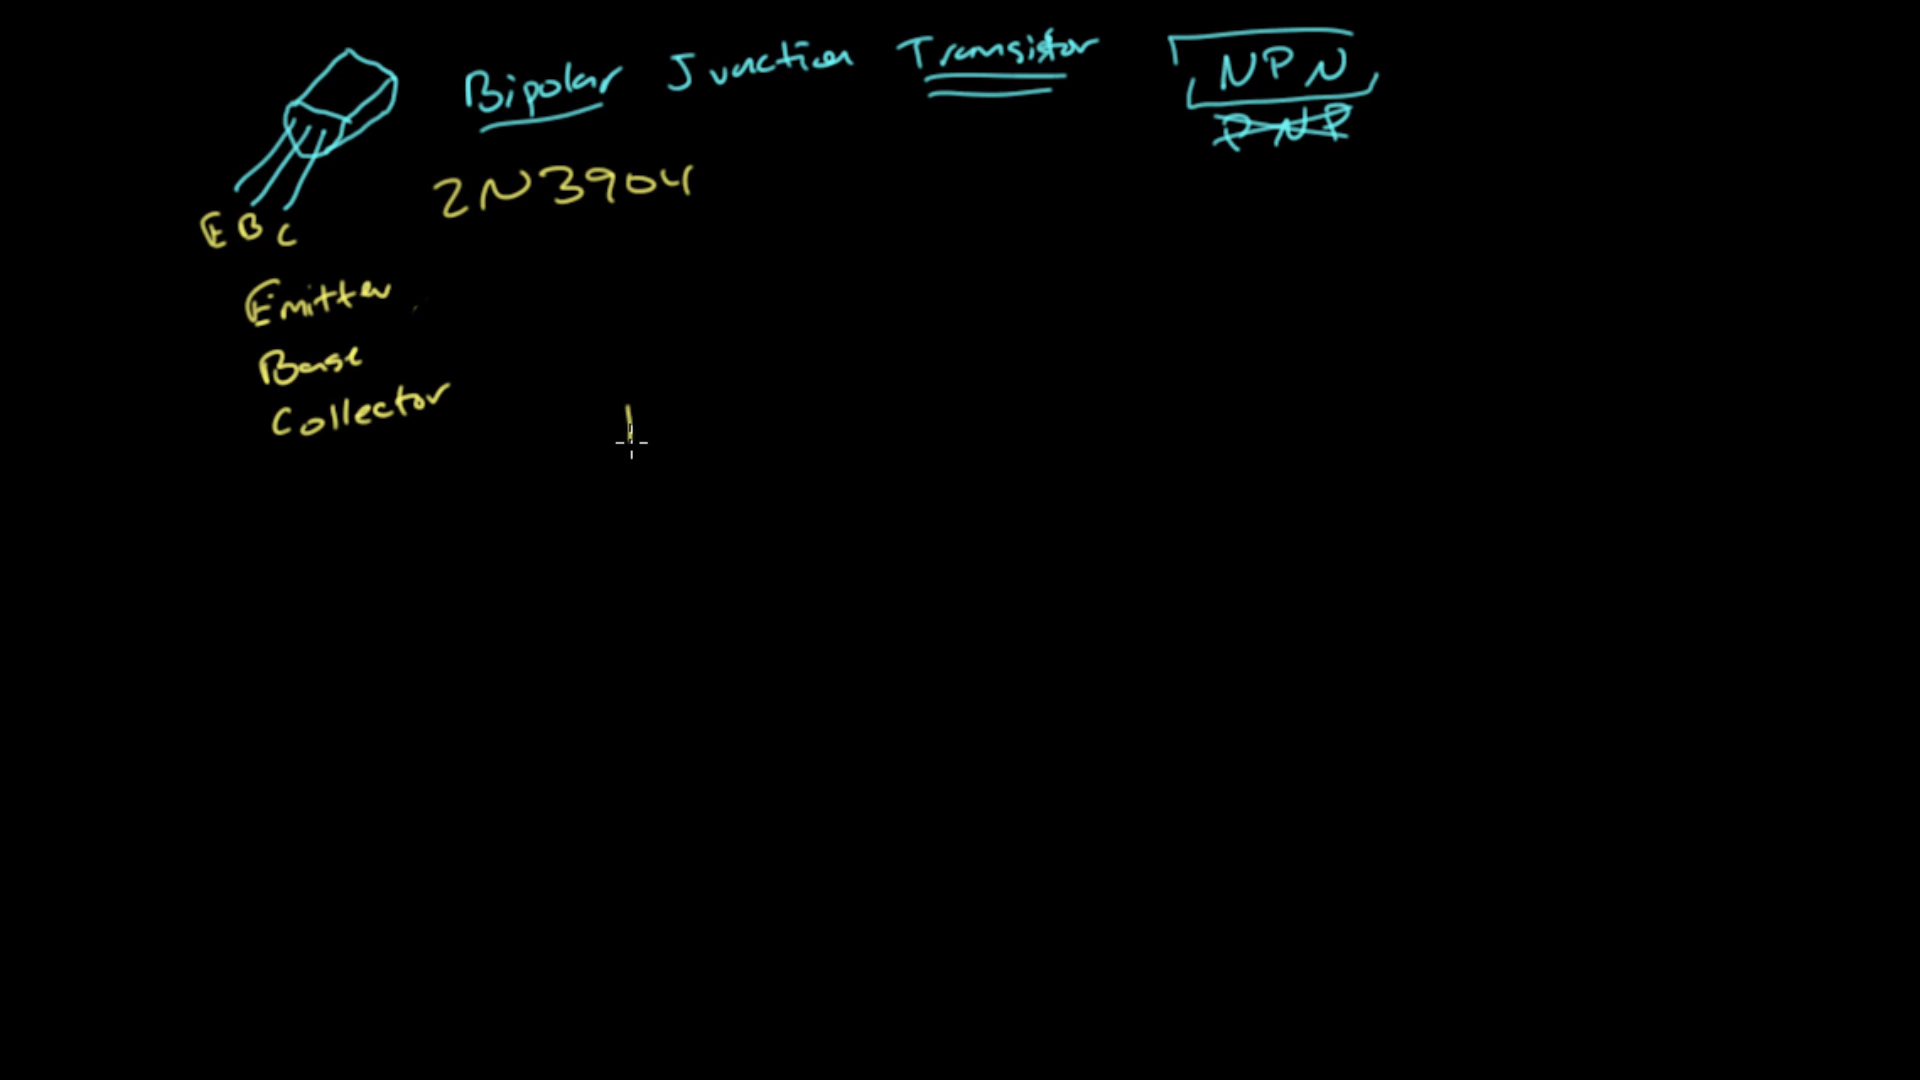 Bipolar Junction Transistor
NPN
PNP
2N3904
E B C
Emitter
Base
Collector